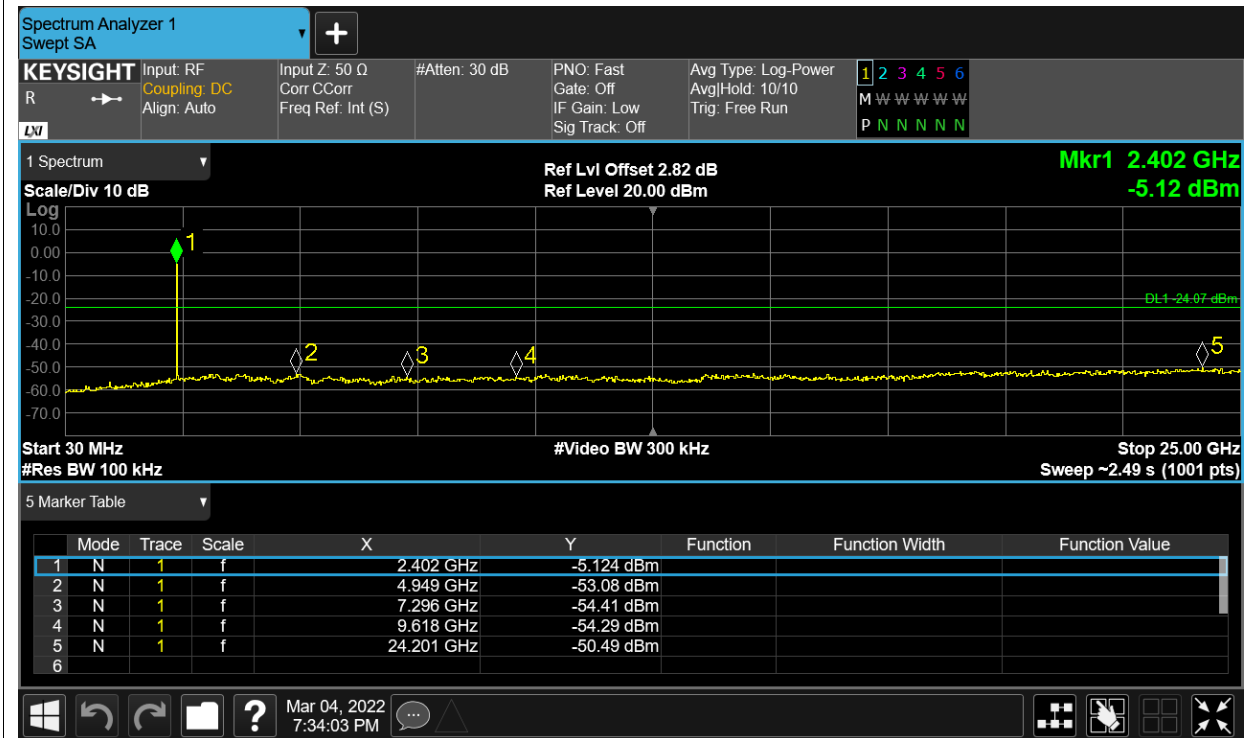 Spectrum Analyzer 1
Swept SA
+
KEYSIGHT Input: RF Input Z: 50 Ω #Atten: 30 dB PNO: Fast Avg Type: Log-Power 1 2 3 4 5 6
R Coupling: DC Corr CCorr Gate: Off Avg|Hold: 10/10 M W W W W W
Align: Auto Freq Ref: Int (S) IF Gain: Low Trig: Free Run P N N N N N
LXI Sig Track: Off
1 Spectrum
Ref Lvl Offset 2.82 dB Mkr1 2.402 GHz
Scale/Div 10 dB Ref Level 20.00 dBm -5.12 dBm
Log
10.0
1
0.00
-10.0
-20.0
DL1 -24.07 dBm
-30.0
-40.0
2 3 4 5
-50.0
-60.0
-70.0
Start 30 MHz #Video BW 300 kHz Stop 25.00 GHz
#Res BW 100 kHz Sweep ~2.49 s (1001 pts)
5 Marker Table
Mode Trace Scale X Y Function Function Width Function Value
1 N 1 f 2.402 GHz -5.124 dBm
2 N 1 f 4.949 GHz -53.08 dBm
3 N 1 f 7.296 GHz -54.41 dBm
4 N 1 f 9.618 GHz -54.29 dBm
5 N 1 f 24.201 GHz -50.49 dBm
6
? Mar 04, 2022
7:34:03 PM